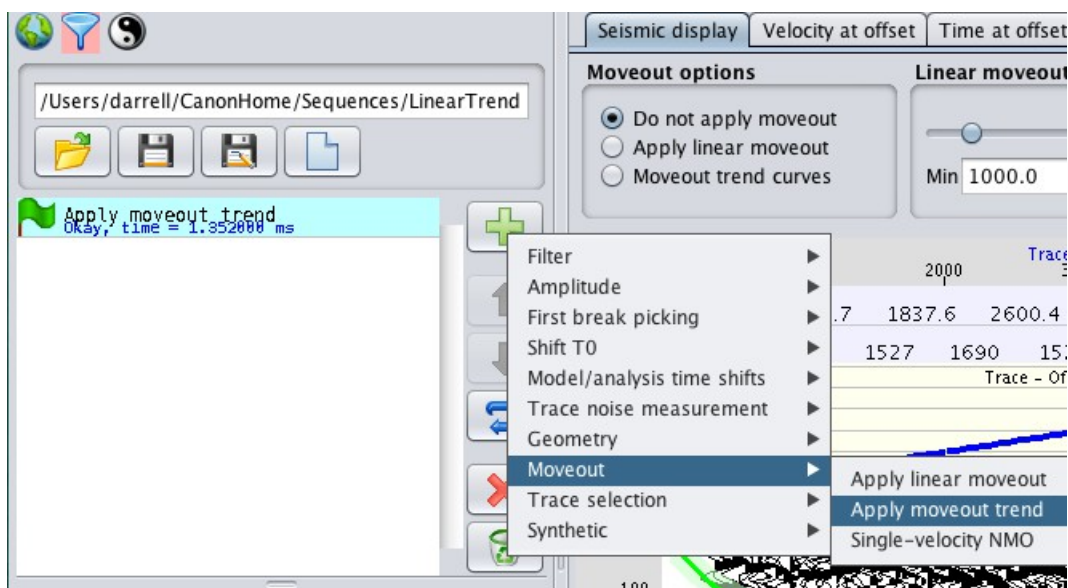 Seismic display
Velocity at offset
Time at offset
Moveout options
Linear moveout
/Users/darrell/CanonHome/Sequences/LinearTrend
Do not apply moveout
Apply linear moveout
Moveout trend curves
Min 1000.0
Apply moveout trend
Okay, time = 1.352000 ms
Filter
Amplitude
First break picking
Shift T0
Model/analysis time shifts
Trace noise measurement
Geometry
Moveout
Trace selection
Synthetic
Apply linear moveout
Apply moveout trend
Single-velocity NMO
Trace
2000
.7 1837.6 2600.4
1527 1690 15
Trace - Of
100